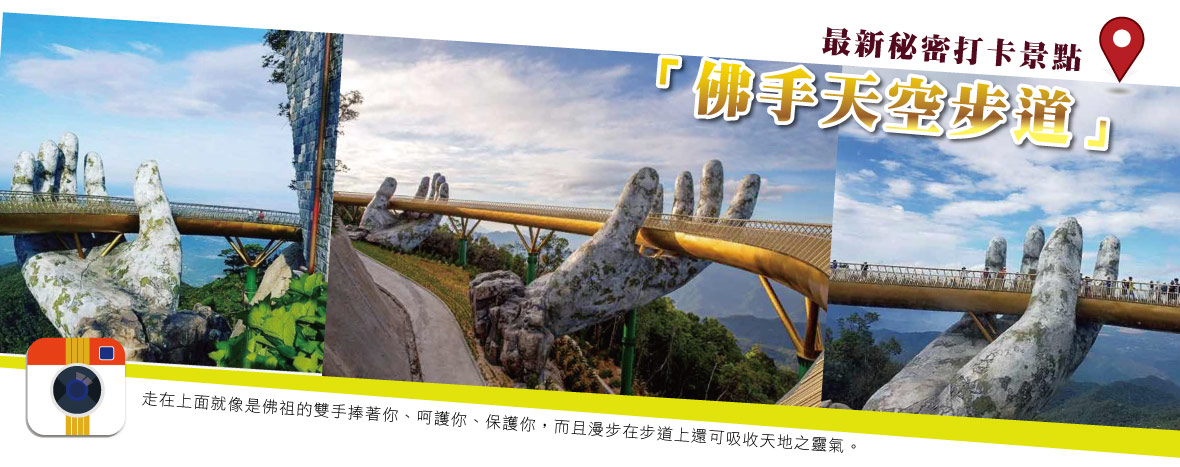 最新秘密打卡景點
「佛手天空步道」
走在上面就像是佛祖的雙手捧著你、呵護你、保護你，而且漫步在步道上還可吸收天地之靈氣。